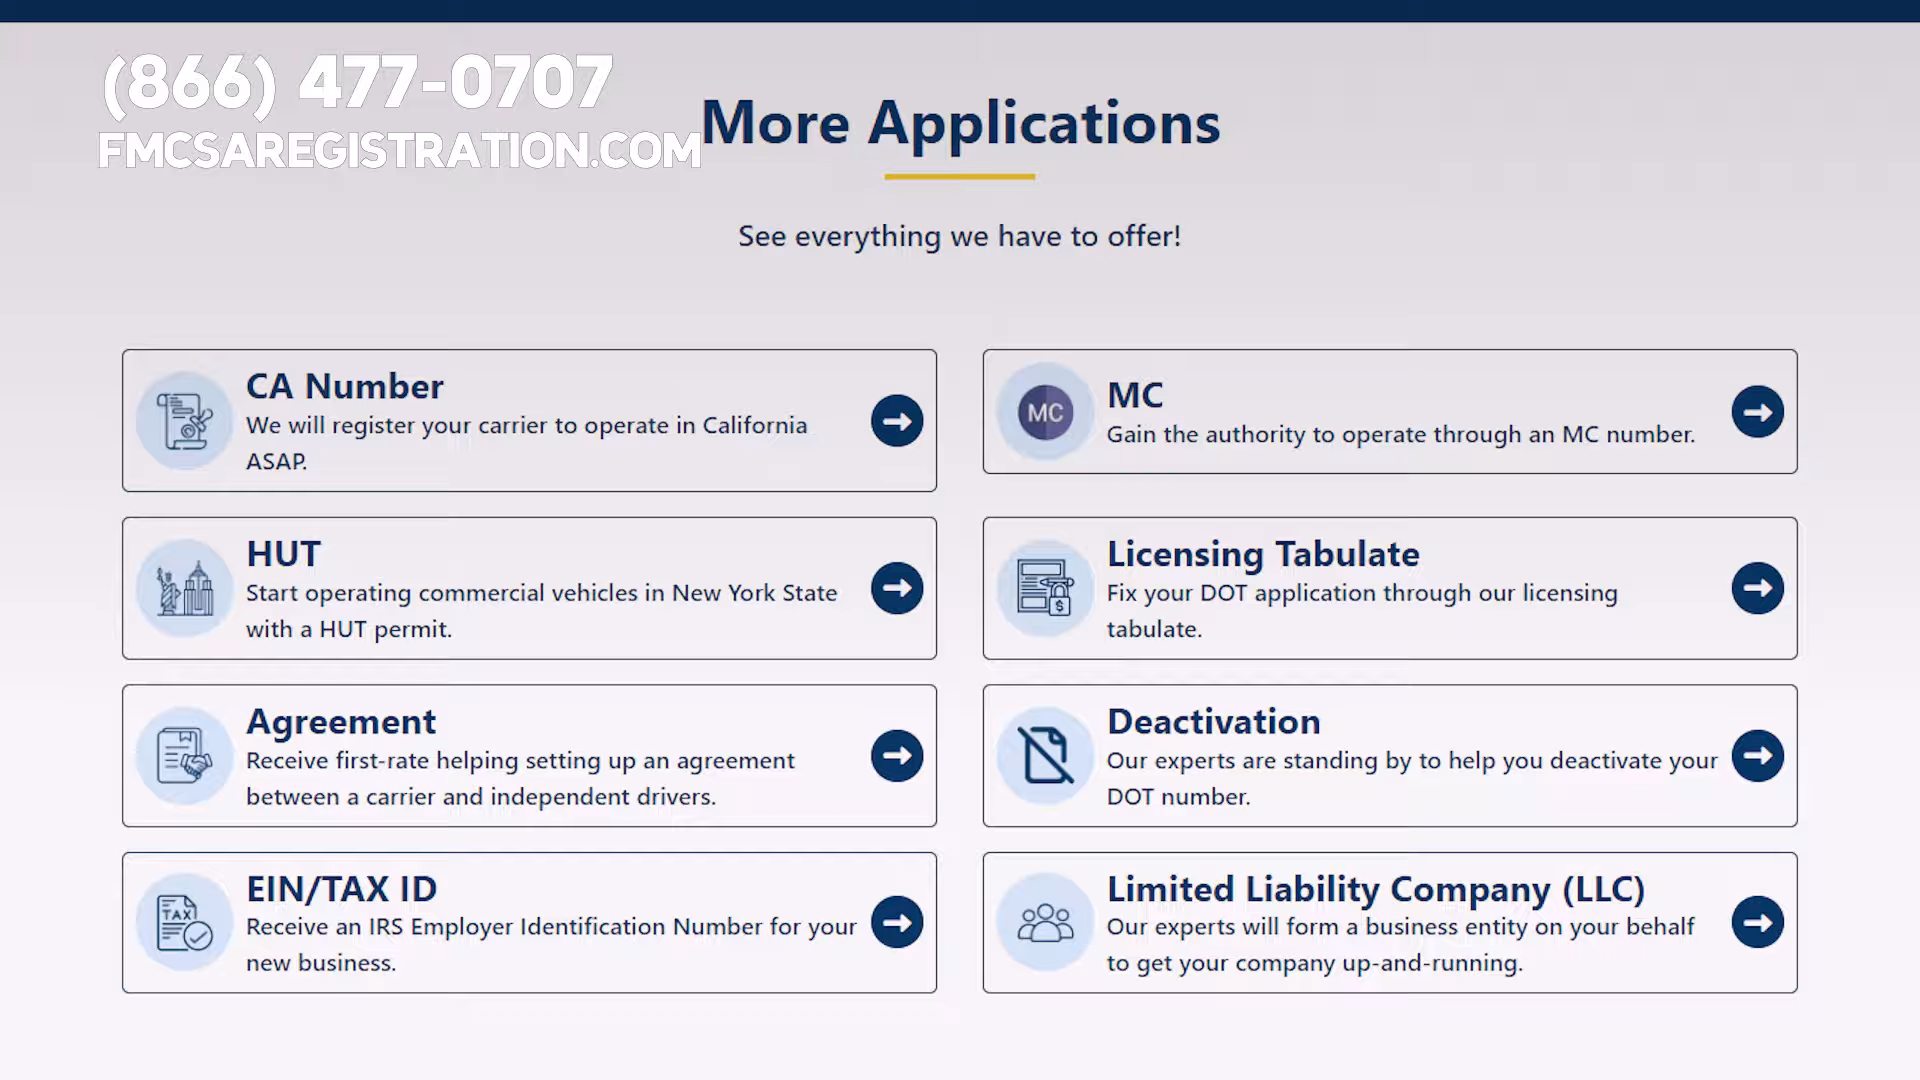 (866) 477-0707
FMCSAREGISTRATION.COM
More Applications
See everything we have to offer!
CA Number
We will register your carrier to operate in California
ASAP.
MC
MC
Gain the authority to operate through an MC number.
HUT
Start operating commercial vehicles in New York State
with a HUT permit.
Licensing Tabulate
Fix your DOT application through our licensing
tabulate.
Agreement
Receive first-rate helping setting up an agreement
between a carrier and independent drivers.
Deactivation
Our experts are standing by to help you deactivate your
DOT number.
TAX
EIN/TAX ID
Receive an IRS Employer Identification Number for your
new business.
Limited Liability Company (LLC)
Our experts will form a business entity on your behalf
to get your company up-and-running.